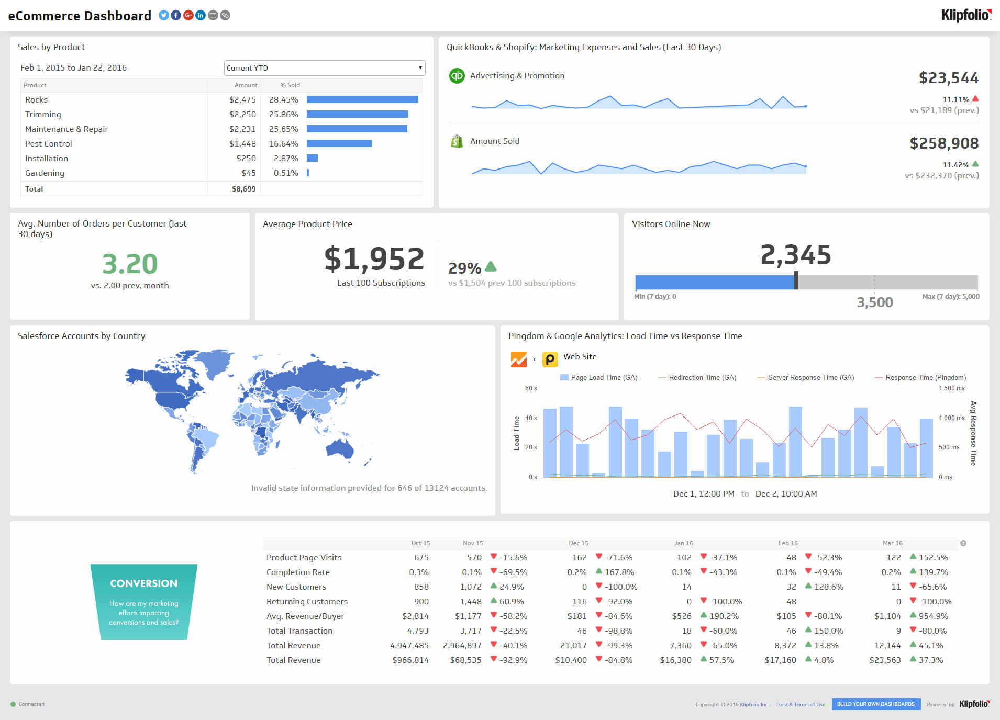 eCommerce Dashboard
Klipfolio
Sales by Product
Feb 1, 2015 to Jan 22, 2016
Current YTD
Product Amount % Sold
Rocks $2,475 28.45%
Trimming $2,250 25.86%
Maintenance & Repair $2,231 25.65%
Pest Control $1,448 16.64%
Installation $250 2.87%
Gardening $45 0.51%
Total $8,699
QuickBooks & Shopify: Marketing Expenses and Sales (Last 30 Days)
qb Advertising & Promotion $23,544
11.11%
vs $21,189 (prev.)
S Amount Sold $258,908
11.42%
vs $232,370 (prev.)
Avg. Number of Orders per Customer (last
30 days)
3.20
vs. 2.00 prev. month
Average Product Price
$1,952
Last 100 Subscriptions
29%
vs $1,504 prev 100 subscriptions
Visitors Online Now
2,345
Min (7 day): 0
3,500
Max (7 day): 5,000
Salesforce Accounts by Country
Invalid state information provided for 646 of 13124 accounts.
Pingdom & Google Analytics: Load Time vs Response Time
+ Web Site
Page Load Time (GA) Redirection Time (GA) Server Response Time (GA) Response Time (Pingdom)
60 s 1,500 ms
40 s 1,000 ms
20 s 500 ms
0 s 0 ms
Load Time
Avg Response Time
Dec 1, 12:00 PM to Dec 2, 10:00 AM
CONVERSION
How are my marketing
efforts impacting
conversions and sales?
Oct 15 Nov 15 Dec 15 Jan 16 Feb 16 Mar 16 ?
Product Page Visits 675 570 -15.6% 162 -71.6% 102 -37.1% 48 -52.3% 122 152.5%
Completion Rate 0.3% 0.1% -69.5% 0.2% 167.8% 0.1% -43.3% 0.1% -49.4% 0.2% 139.7%
New Customers 858 1,072 24.9% 0 -100.0% 14 32 128.6% 11 -65.6%
Returning Customers 900 1,448 60.9% 116 -92.0% 0 -100.0% 48 0 -100.0%
Avg. Revenue/Buyer $2,814 $1,177 -58.2% $181 -84.6% $526 190.2% $105 -80.1% $1,104 954.9%
Total Transaction 4,793 3,717 -22.5% 46 -98.8% 18 -60.0% 46 150.0% 9 -80.0%
Total Revenue 4,947,485 2,964,897 -40.1% 21,017 -99.3% 7,360 -65.0% 8,372 13.8% 12,144 45.1%
Total Revenue $966,814 $68,535 -92.9% $10,400 -84.8% $16,380 57.5% $17,160 4.8% $23,563 37.3%
Connected
Copyright © 2016 Klipfolio Inc. Trust & Terms of Use BUILD YOUR OWN DASHBOARDS Powered by Klipfolio